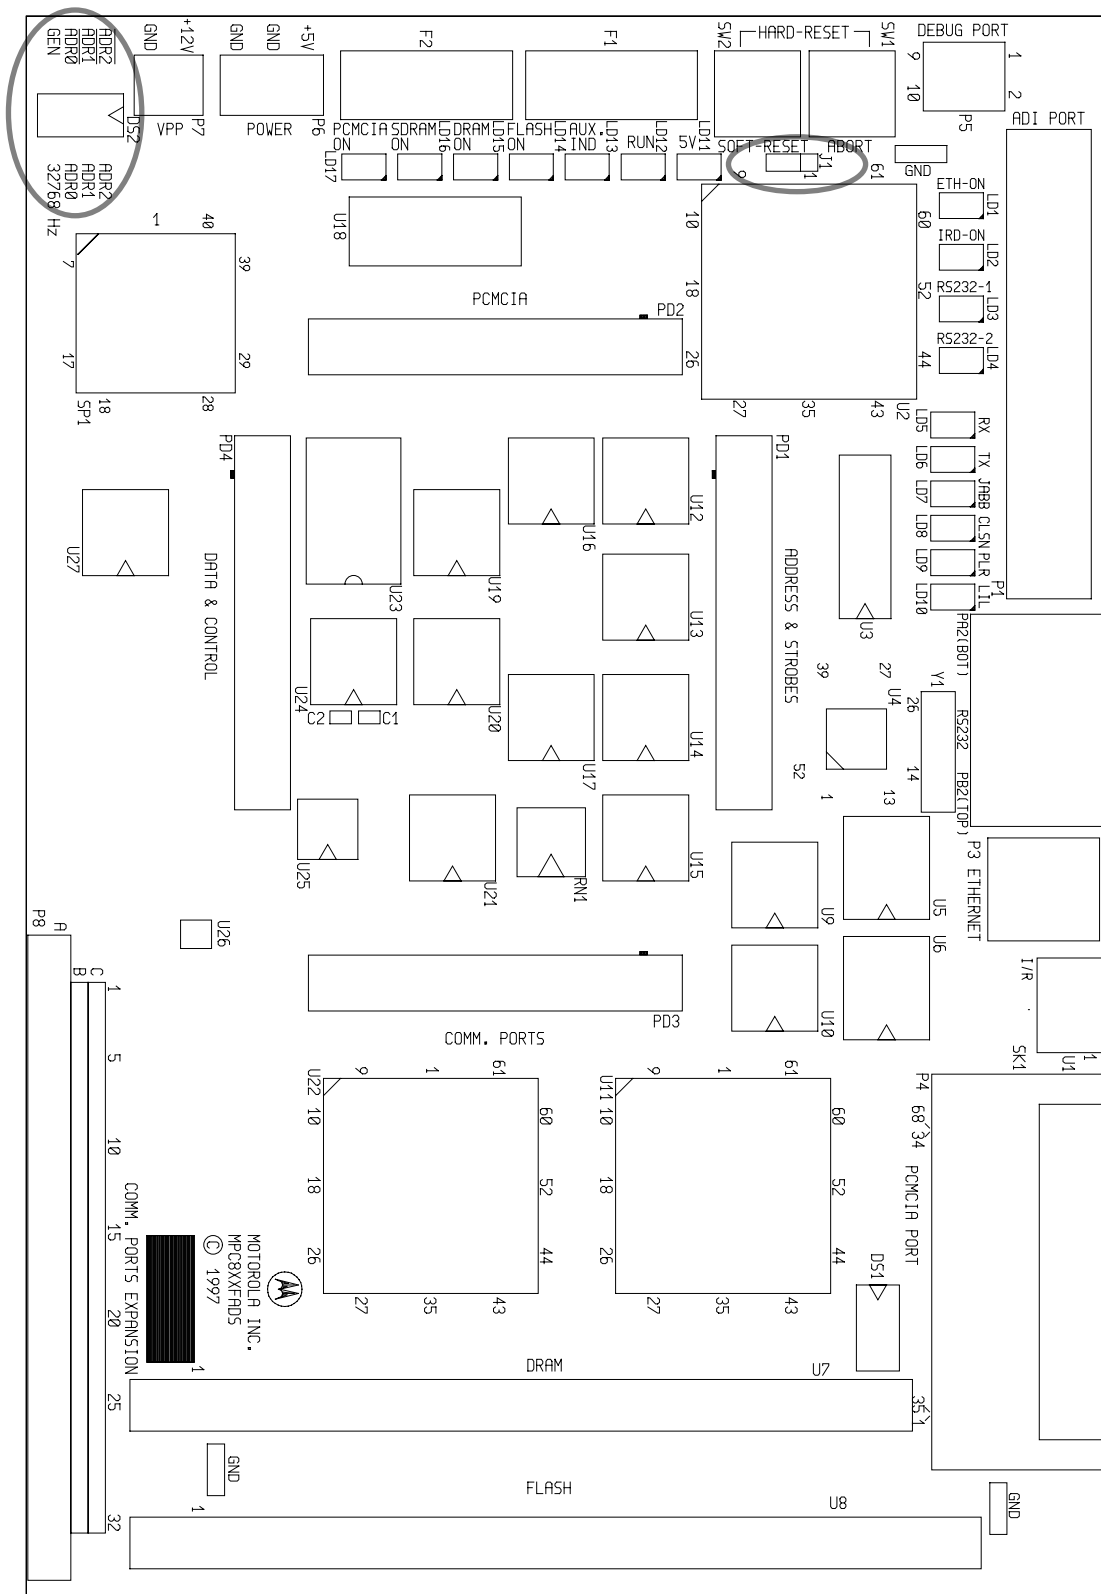 ADR2
ADR1
ADR0
GEN
+12V
GND
+5V
GND
GND
F2
F1
SW2
HARD-RESET
SW1
DEBUG PORT
1
9
2
10
P5
ADI PORT
DS2
VPP
P7
POWER
P6
PCMCIA ON
LD17
SDRAM ON
LD16
DRAM ON
LD15
FLASH ON
LD14
AUX. IND
LD13
RUN
LD12
5V
LD11
SOFT-RESET
ABORT
J1
GND
ADR2
ADR1
ADR0
32768 Hz
ETH-ON
LD1
IRD-ON
LD2
RS232-1
LD3
RS232-2
LD4
U18
9
1
61
10
60
18
52
26
44
27
35
43
U2
1
40
7
39
17
29
18
28
SP1
PCMCIA
PD2
LD5
RX
LD6
TX
LD7
JABB
LD8
CLSN
LD9
PLR
LD10
LIL
P1
PD4
PD1
U12
U16
U19
U23
U27
U13
U3
DATA & CONTROL
ADDRESS & STROBES
PA2(BOT)
RS232
PB2(TOP)
39
27
U4
26
Y1
14
52
1
13
U24
C2
C1
U20
U17
U14
U25
U21
RN1
U15
U9
U5
P3 ETHERNET
U26
U10
U6
I/R
1
U1
SK1
P8
A
B
C
1
5
10
15
20
25
32
COMM. PORTS EXPANSION
PD3
COMM. PORTS
U22
9
1
61
10
60
18
52
26
44
27
35
43
U11
9
1
61
10
60
18
52
26
44
27
35
43
P4
68
34
PCMCIA PORT
35
1
DS1
MOTOROLA INC.
MPC8XXFADS
© 1997
1
DRAM
U7
GND
FLASH
1
U8
GND